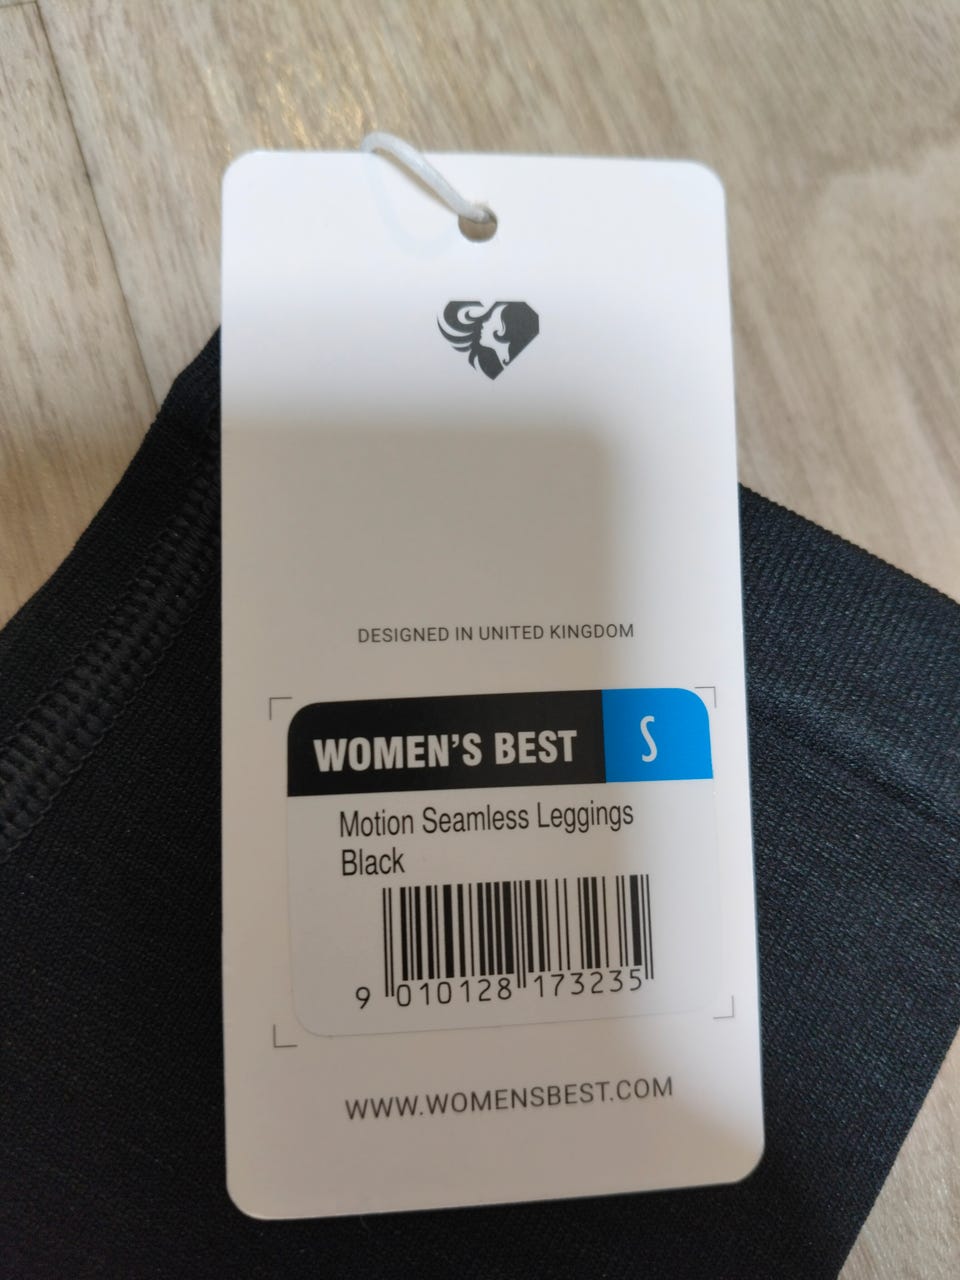 DESIGNED IN UNITED KINGDOM
WOMEN'S BEST S
Motion Seamless Leggings
Black
9 010128 173235
WWW.WOMENSBEST.COM